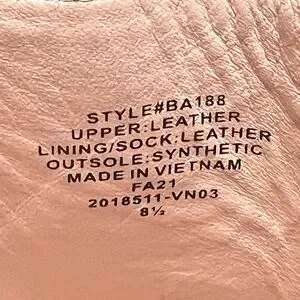 STYLE#BA188
UPPER:LEATHER
LINING/SOCK:LEATHER
OUTSOLE:SYNTHETIC
MADE IN VIETNAM
FA21
2018511-VN03
8½